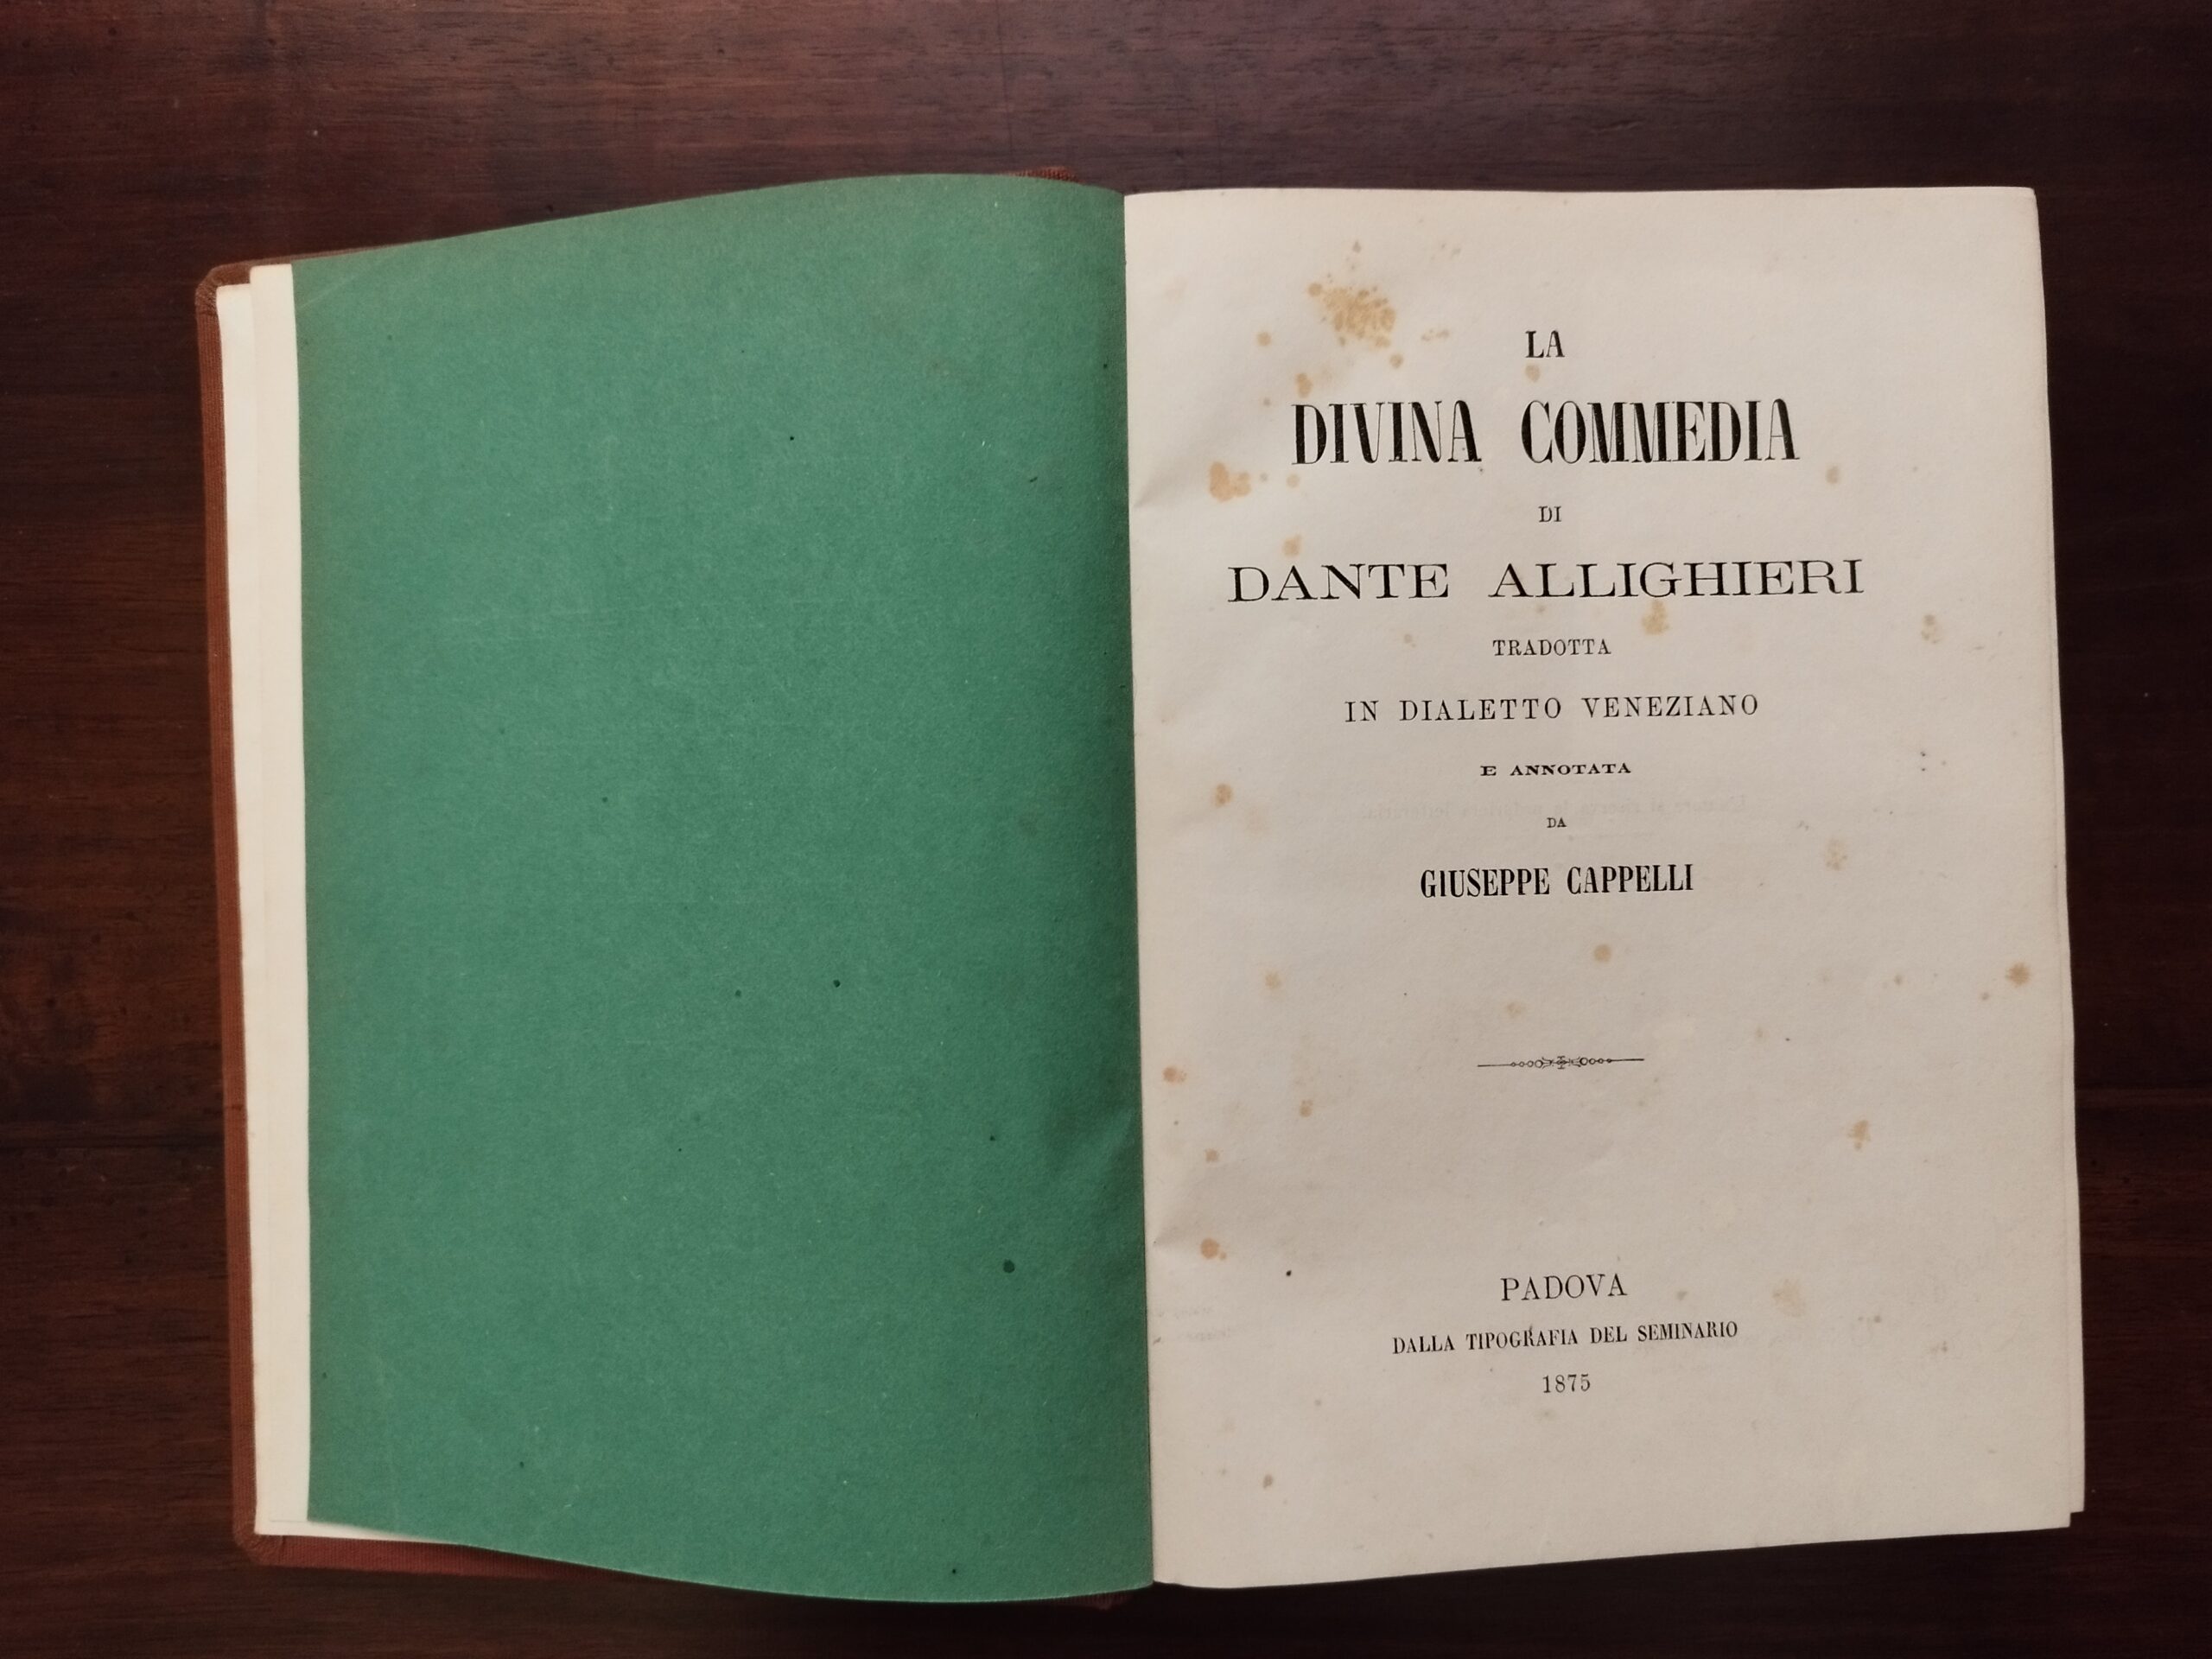 LA
DIVINA COMMEDIA
DI
DANTE ALLIGHIERI
TRADOTTA
IN DIALETTO VENEZIANO
E ANNOTATA
DA
GIUSEPPE CAPPELLI
PADOVA
DALLA TIPOGRAFIA DEL SEMINARIO
1875